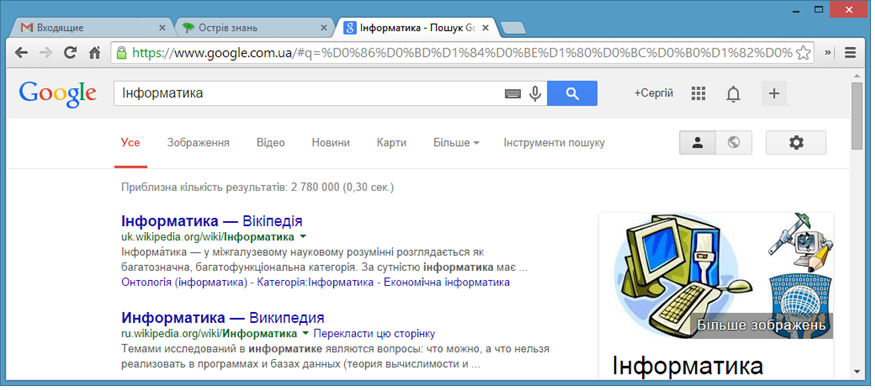 Входящие
Острів знань
Інформатика - Пошук Go
https://www.google.com.ua/#q=%D0%86%D0%BD%D1%84%D0%BE%D1%80%D0%BC%D0%B0%D1%82%D0%
Google
Інформатика
+Сергій
Усе Зображення Відео Новини Карти Більше Інструменти пошуку
Приблизна кількість результатів: 2 780 000 (0,30 сек.)
Інформатика — Вікіпедія
uk.wikipedia.org/wiki/Інформатика
Інформа́тика — у міжгалузевому науковому розумінні розглядається як
багатозначна, багатофункціональна категорія. За сутністю інформатика має ...
Онтологія (інформатика) - Категорія:Інформатика - Економічна інформатика
Информатика — Википедия
ru.wikipedia.org/wiki/Информатика Перекласти цю сторінку
Темами исследований в информатике являются вопросы: что можно, а что нельзя
реализовать в программах и базах данных (теория вычислимости и ...
Більше зображень
Інформатика